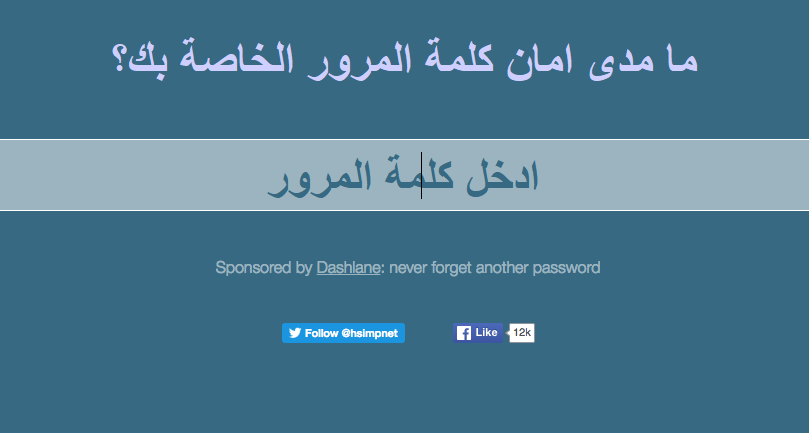 ما مدى امان كلمة المرور الخاصة بك؟
ادخل كلمة المرور
Sponsored by Dashlane: never forget another password
Follow @hsimpnet
Like 12k